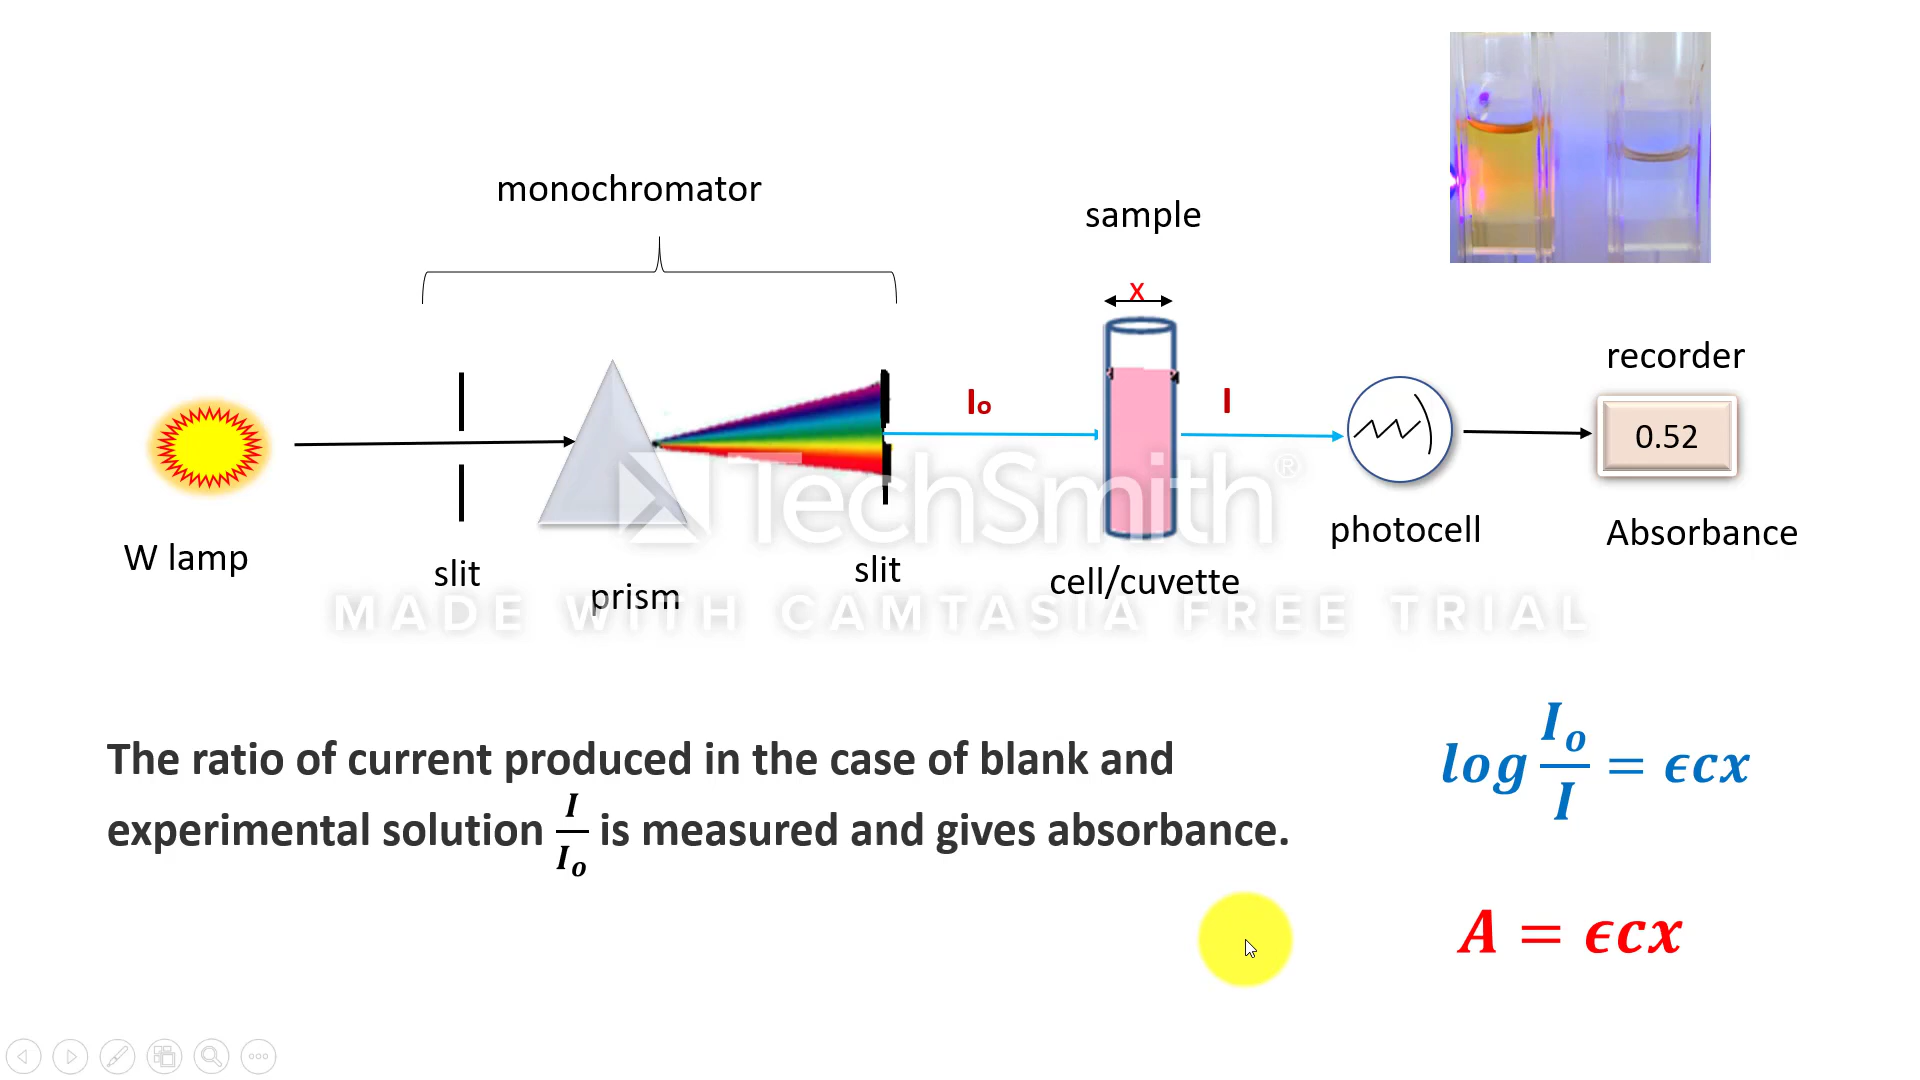 monochromator
sample
x
recorder
Iₒ
I
0.52
TechSmith®
photocell
Absorbance
W lamp
slit
prism
slit
cell/cuvette
MADE WITH CAMTASIA FREE TRIAL
The ratio of current produced in the case of blank and
experimental solution I/Iₒ is measured and gives absorbance.
log Iₒ/I = ϵcx
A = ϵcx